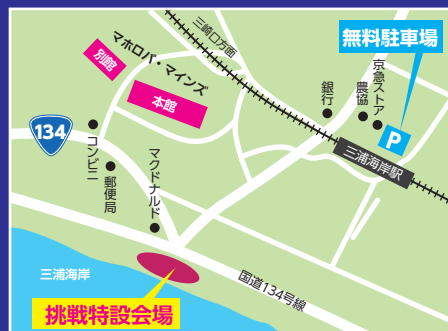 三崎口方面
無料駐車場
別館
マホロバ・マインズ
本館
京急ストア
農協
銀行
P
134
コンビニ
郵便局
マクドナルド
三浦海岸駅
三浦海岸
国道134号線
挑戦特設会場